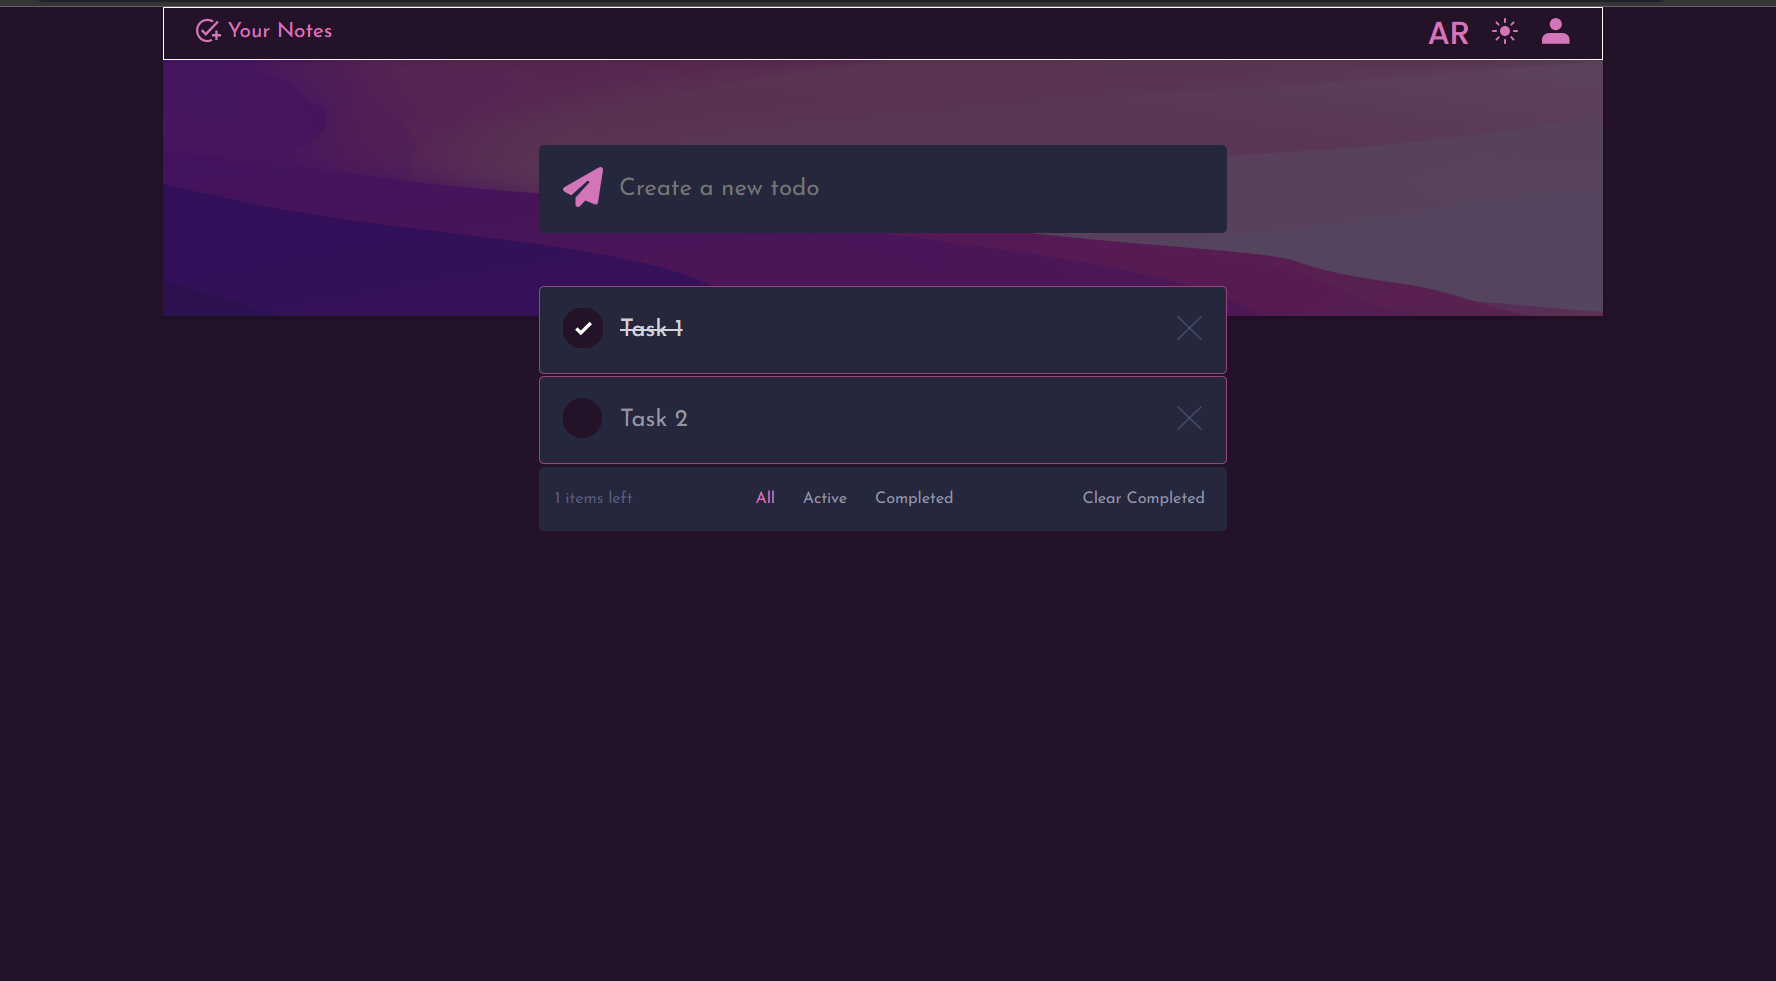 Your Notes
AR
Create a new todo
Task 1
Task 2
1 items left
All
Active
Completed
Clear Completed